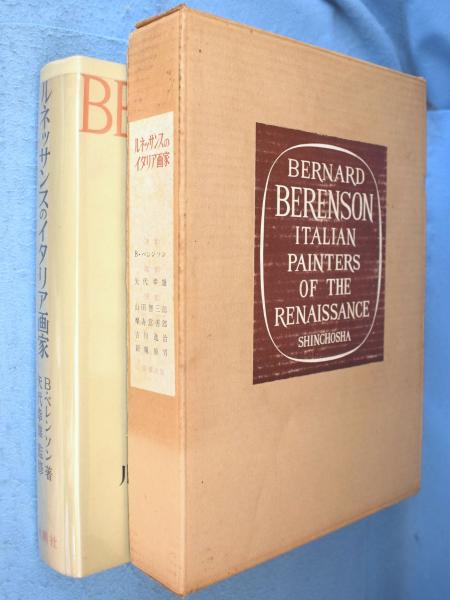 ルネッサンスのイタリア画家
B・ベレンソン著
矢代幸雄監修
潮社
BE
ル
ルネッサンスの
イタリア画家
B・ベレンソン
矢代幸雄
山田智三郎
摩寿意善郎
吉川逸治
新規矩男
BERNARD
BERENSON
ITALIAN
PAINTERS
OF THE
RENAISSANCE
SHINCHOSHA